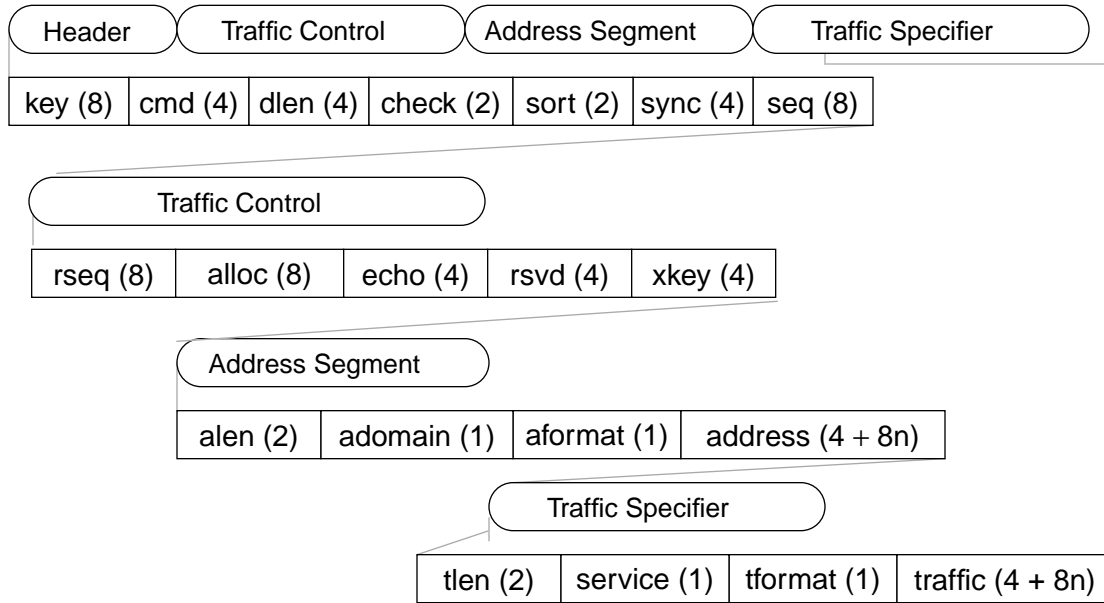 Header Traffic Control Address Segment Traffic Specifier
key (8) cmd (4) dlen (4) check (2) sort (2) sync (4) seq (8)
Traffic Control
rseq (8) alloc (8) echo (4) rsvd (4) xkey (4)
Address Segment
alen (2) adomain (1) aformat (1) address (4 + 8n)
Traffic Specifier
tlen (2) service (1) tformat (1) traffic (4 + 8n)